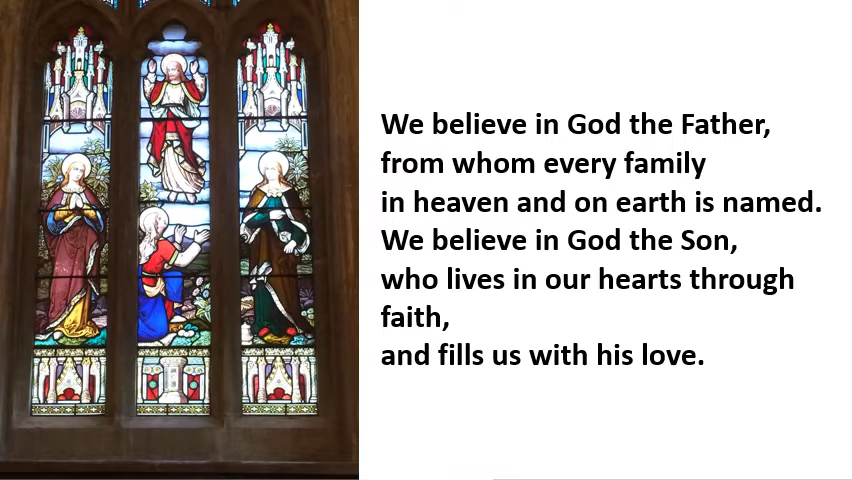 We believe in God the Father,
from whom every family
in heaven and on earth is named.
We believe in God the Son,
who lives in our hearts through
faith,
and fills us with his love.